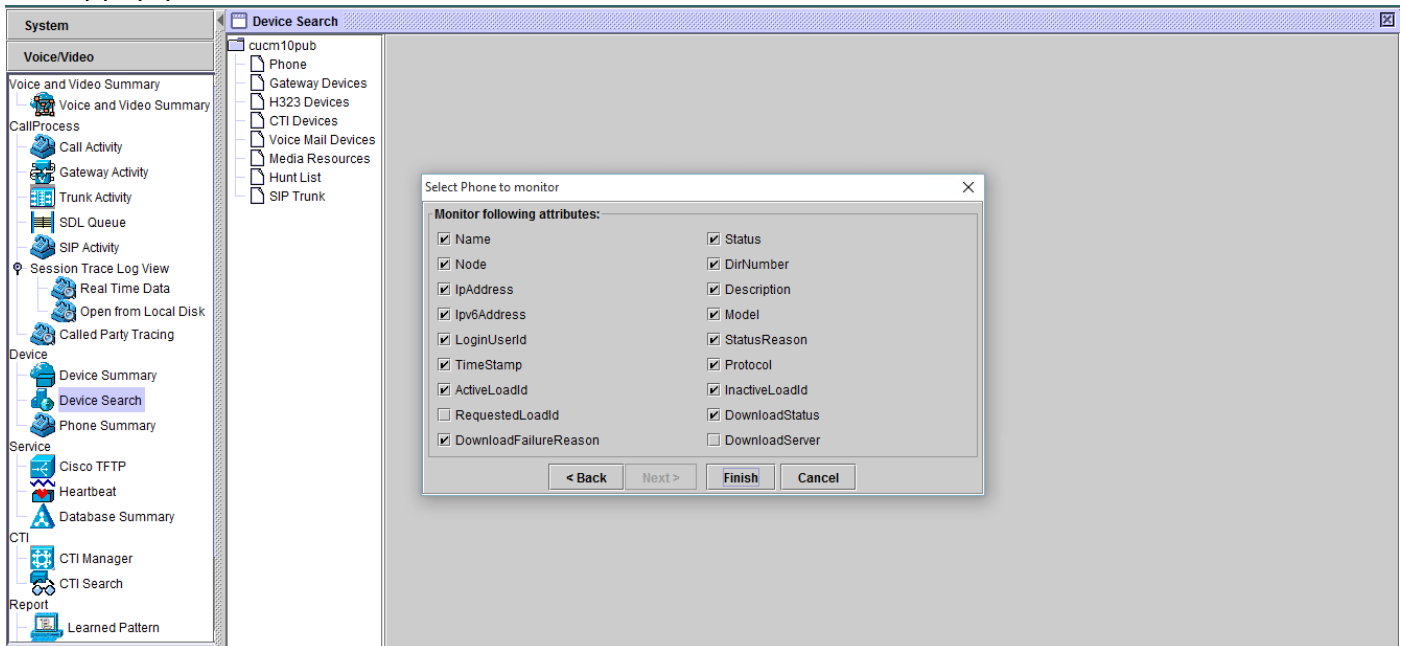 System
Voice/Video
Voice and Video Summary
Voice and Video Summary
CallProcess
Call Activity
Gateway Activity
Trunk Activity
SDL Queue
SIP Activity
Session Trace Log View
Real Time Data
Open from Local Disk
Called Party Tracing
Device
Device Summary
Device Search
Phone Summary
Service
Cisco TFTP
Heartbeat
Database Summary
CTI
CTI Manager
CTI Search
Report
Learned Pattern
Device Search
cucm10pub
Phone
Gateway Devices
H323 Devices
CTI Devices
Voice Mail Devices
Media Resources
Hunt List
SIP Trunk
Select Phone to monitor
Monitor following attributes:
Name
Status
Node
DirNumber
IpAddress
Description
Ipv6Address
Model
LoginUserId
StatusReason
TimeStamp
Protocol
ActiveLoadId
InactiveLoadId
RequestedLoadId
DownloadStatus
DownloadFailureReason
DownloadServer
< Back Next > Finish Cancel